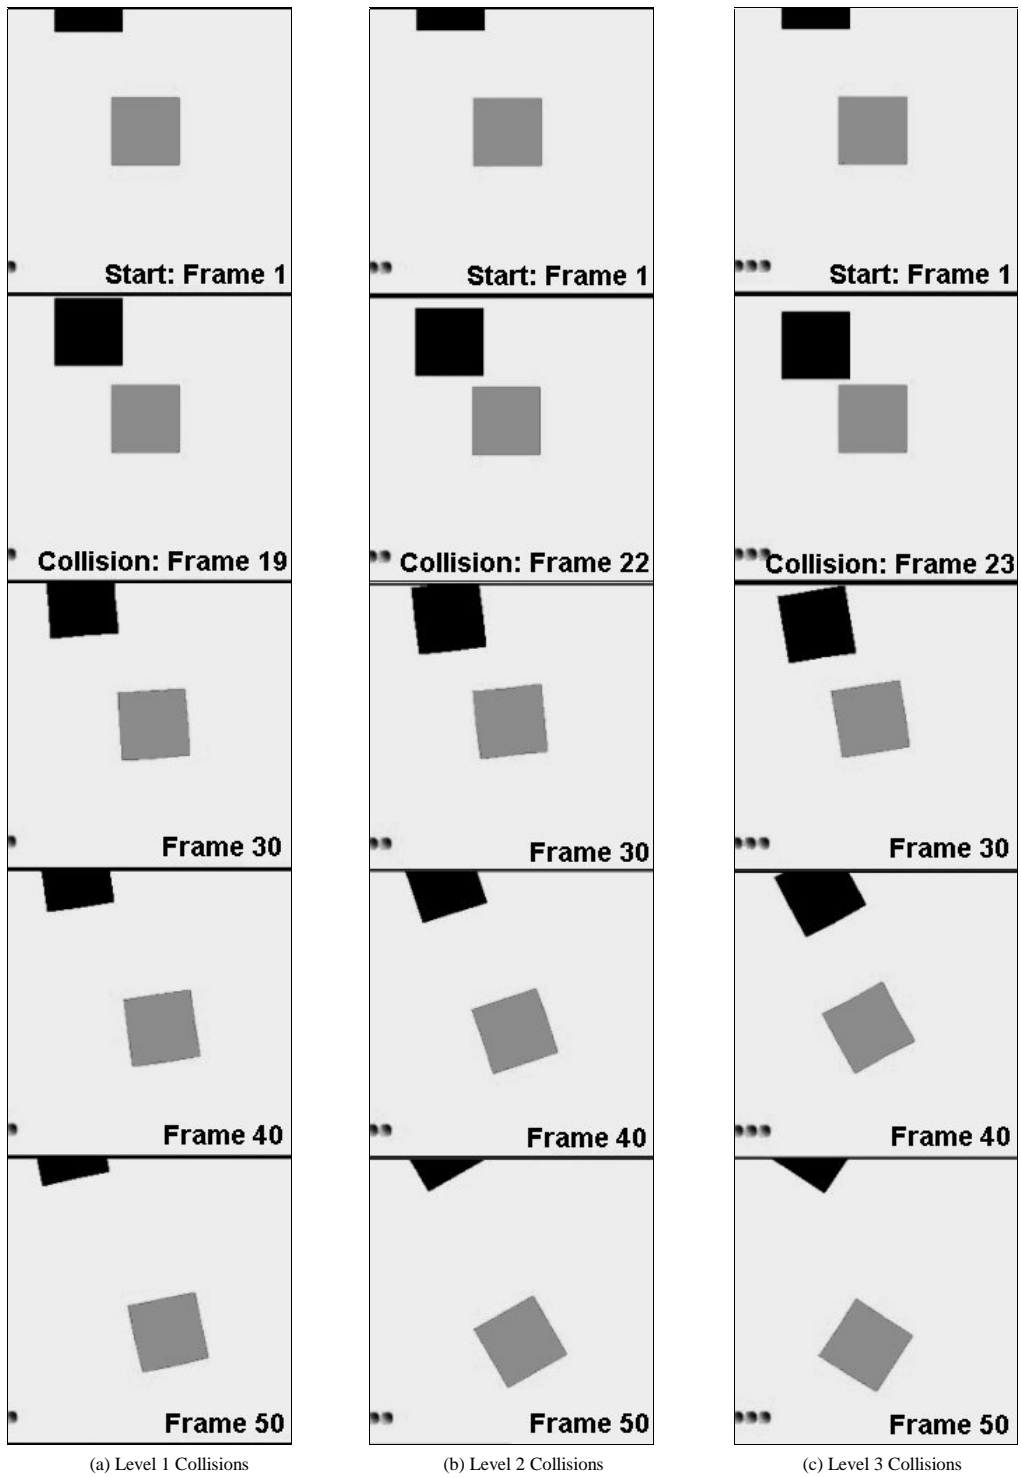 Start: Frame 1
Start: Frame 1
Start: Frame 1
Collision: Frame 19
Collision: Frame 22
Collision: Frame 23
Frame 30
Frame 30
Frame 30
Frame 40
Frame 40
Frame 40
Frame 50
Frame 50
Frame 50
(a) Level 1 Collisions
(b) Level 2 Collisions
(c) Level 3 Collisions